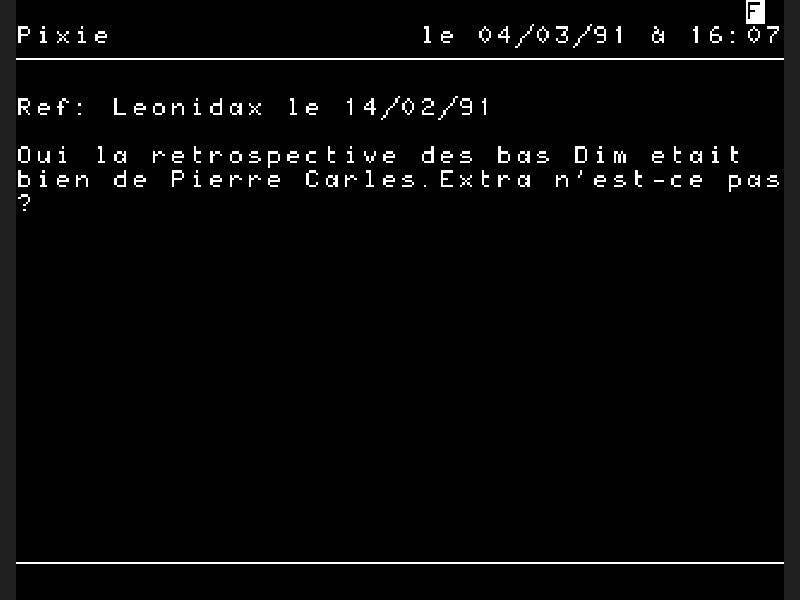 F
Pixie le 04/03/91 à 16:07
Ref: Leonidax le 14/02/91
Oui la retrospective des bas Dim etait
bien de Pierre Carles.Extra n'est-ce pas
?